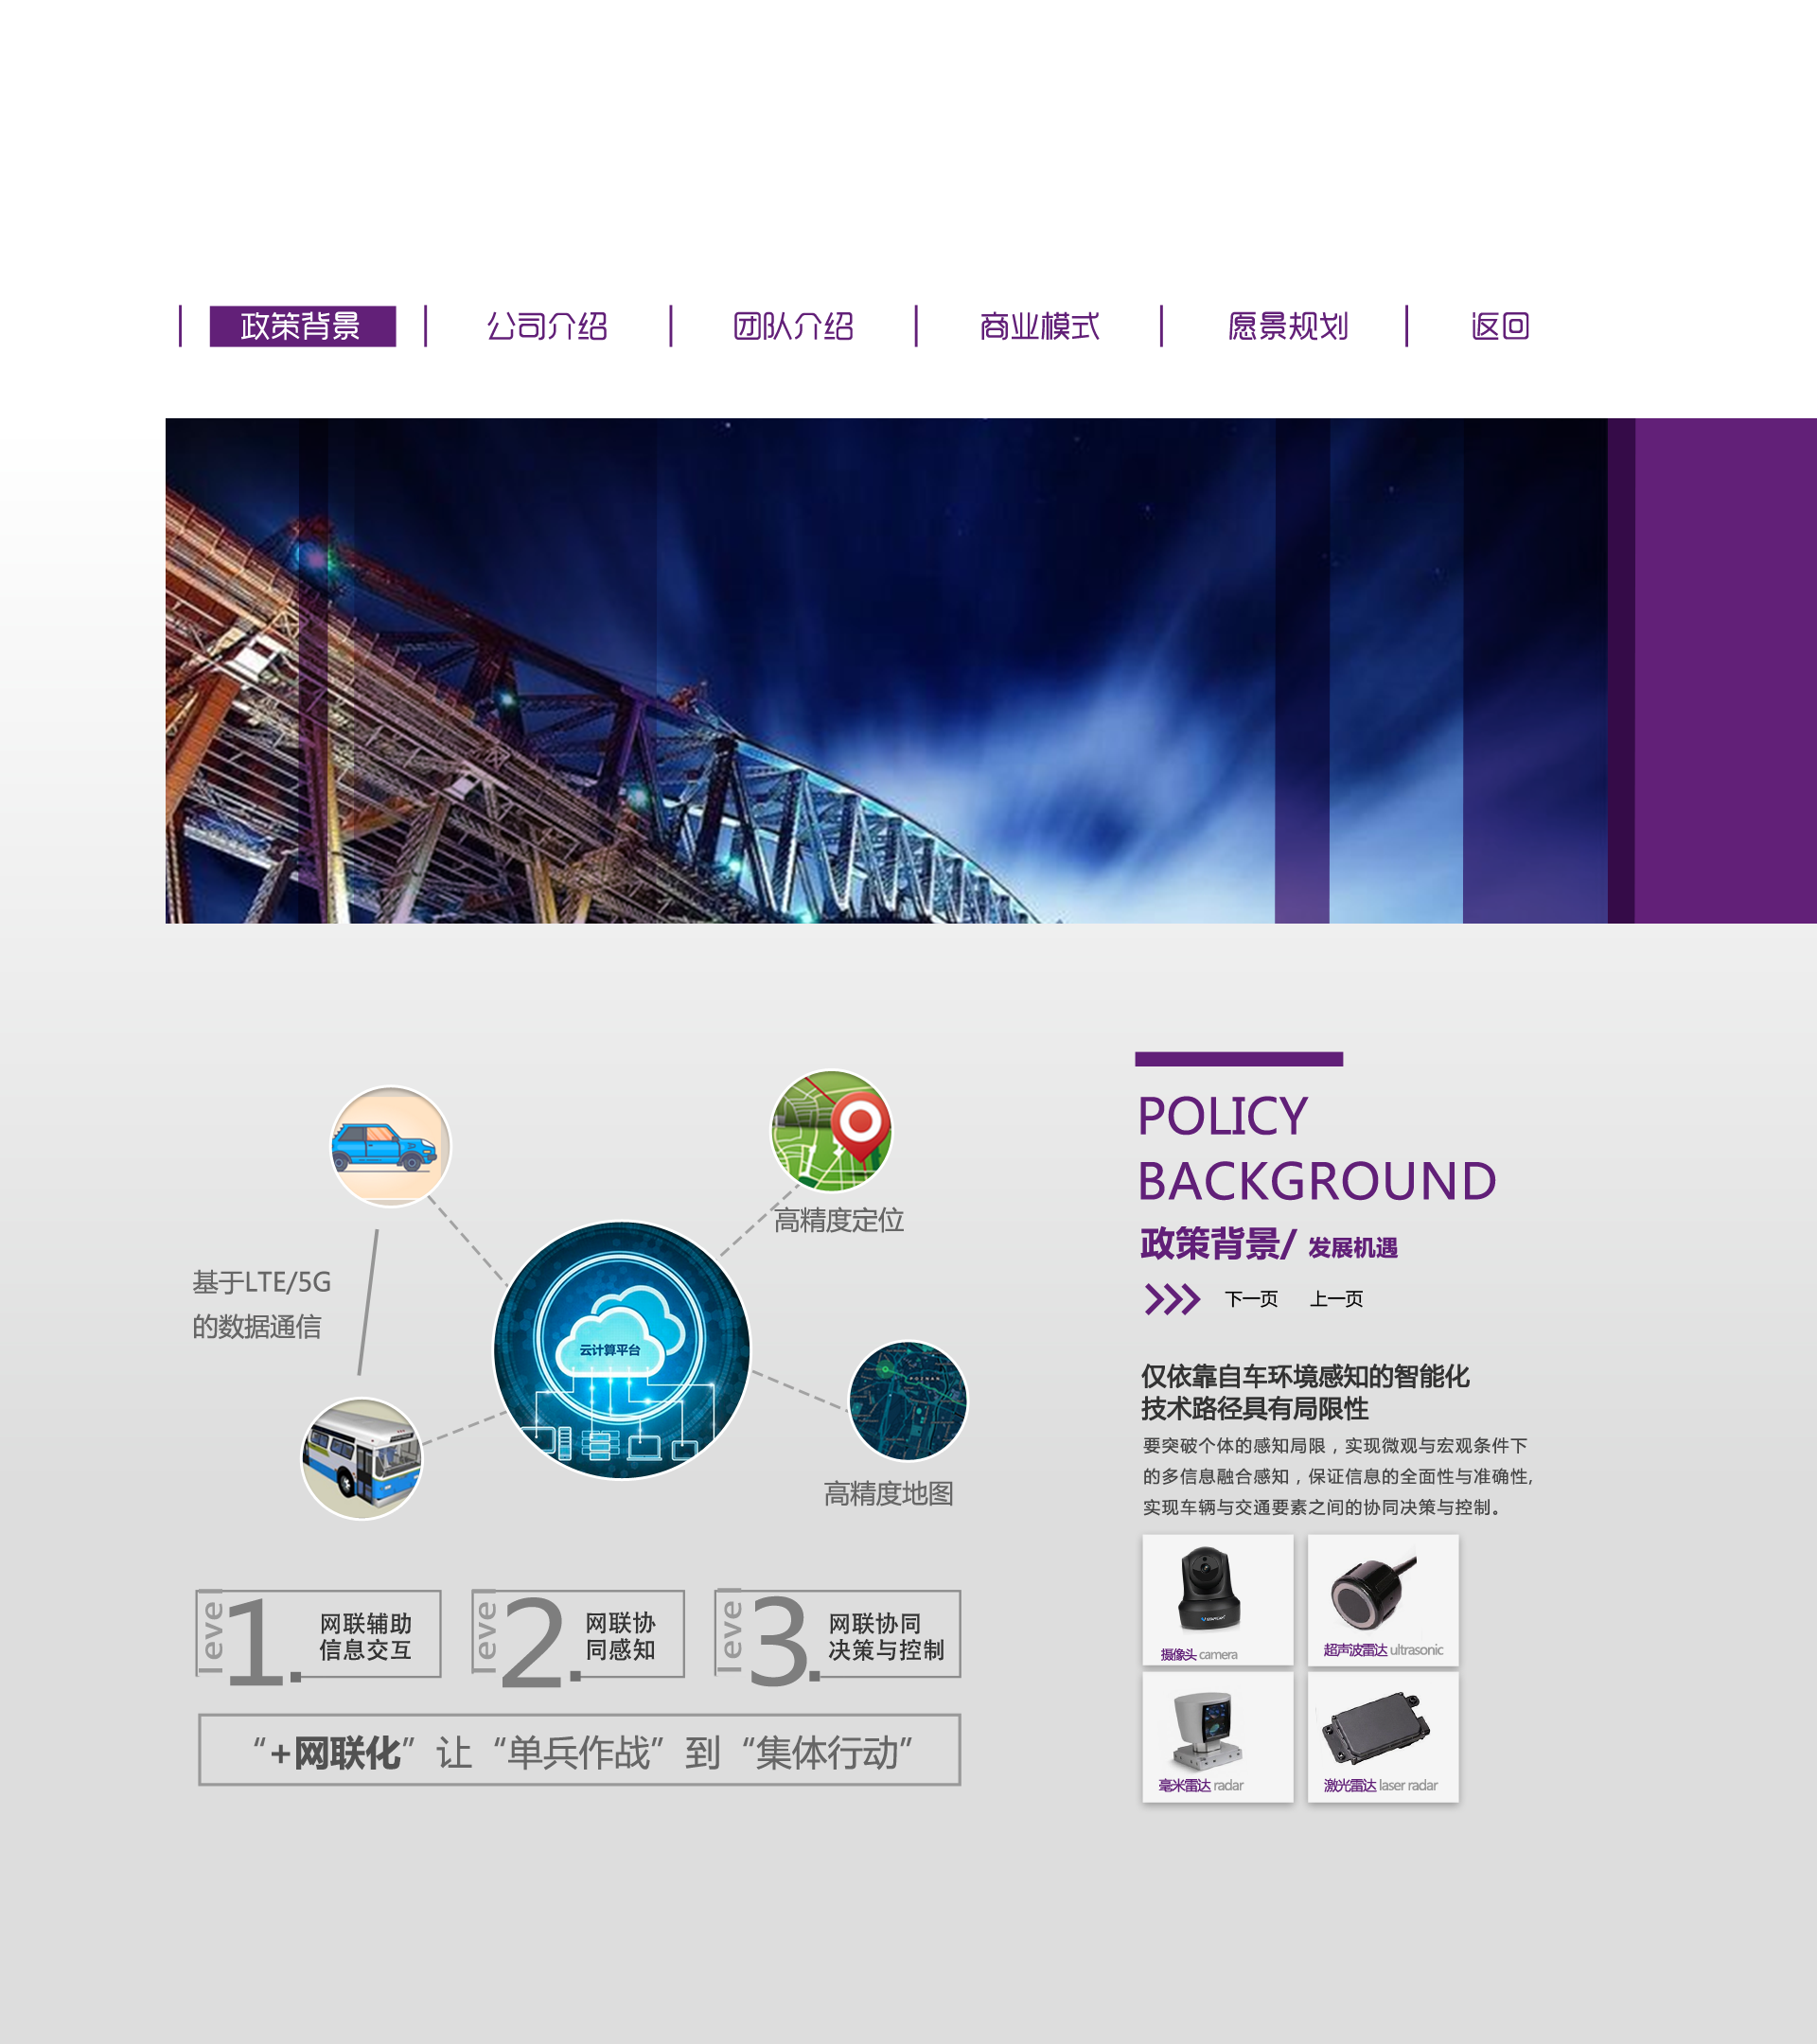 政策背景
公司介绍
团队介绍
商业模式
愿景规划
返回
高精度定位
基于LTE/5G
的数据通信
云计算平台
POZNAN
高精度地图
level 1.
网联辅助
信息交互
level 2.
网联协
同感知
level 3.
网联协同
决策与控制
“+网联化”让“单兵作战”到“集体行动”
POLICY
BACKGROUND
政策背景/ 发展机遇
下一页 上一页
仅依靠自车环境感知的智能化
技术路径具有局限性
要突破个体的感知局限，实现微观与宏观条件下
的多信息融合感知，保证信息的全面性与准确性,
实现车辆与交通要素之间的协同决策与控制。
摄像头 camera
超声波雷达 ultrasonic
毫米雷达 radar
激光雷达 laser radar